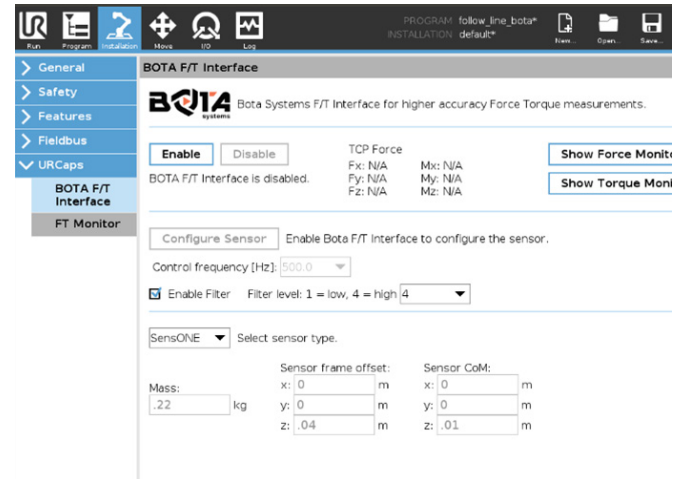 UR
PROGRAM follow_line_bota*
INSTALLATION default*
Run Program Installation Move I/O Log New... Open... Save...
General
Safety
Features
Fieldbus
URCaps
BOTA F/T
Interface
FT Monitor
BOTA F/T Interface
BOTA
systems
Bota Systems F/T Interface for higher accuracy Force Torque measurements.
Enable Disable
BOTA F/T Interface is disabled.
TCP Force
Fx: N/A Mx: N/A
Fy: N/A My: N/A
Fz: N/A Mz: N/A
Show Force Monit
Show Torque Moni
Configure Sensor Enable Bota F/T Interface to configure the sensor.
Control frequency [Hz]: 500.0
Enable Filter Filter level: 1 = low, 4 = high 4
SensONE Select sensor type.
Sensor frame offset: Sensor CoM:
Mass: x: 0 m x: 0 m
.22 kg y: 0 m y: 0 m
z: .04 m z: .01 m